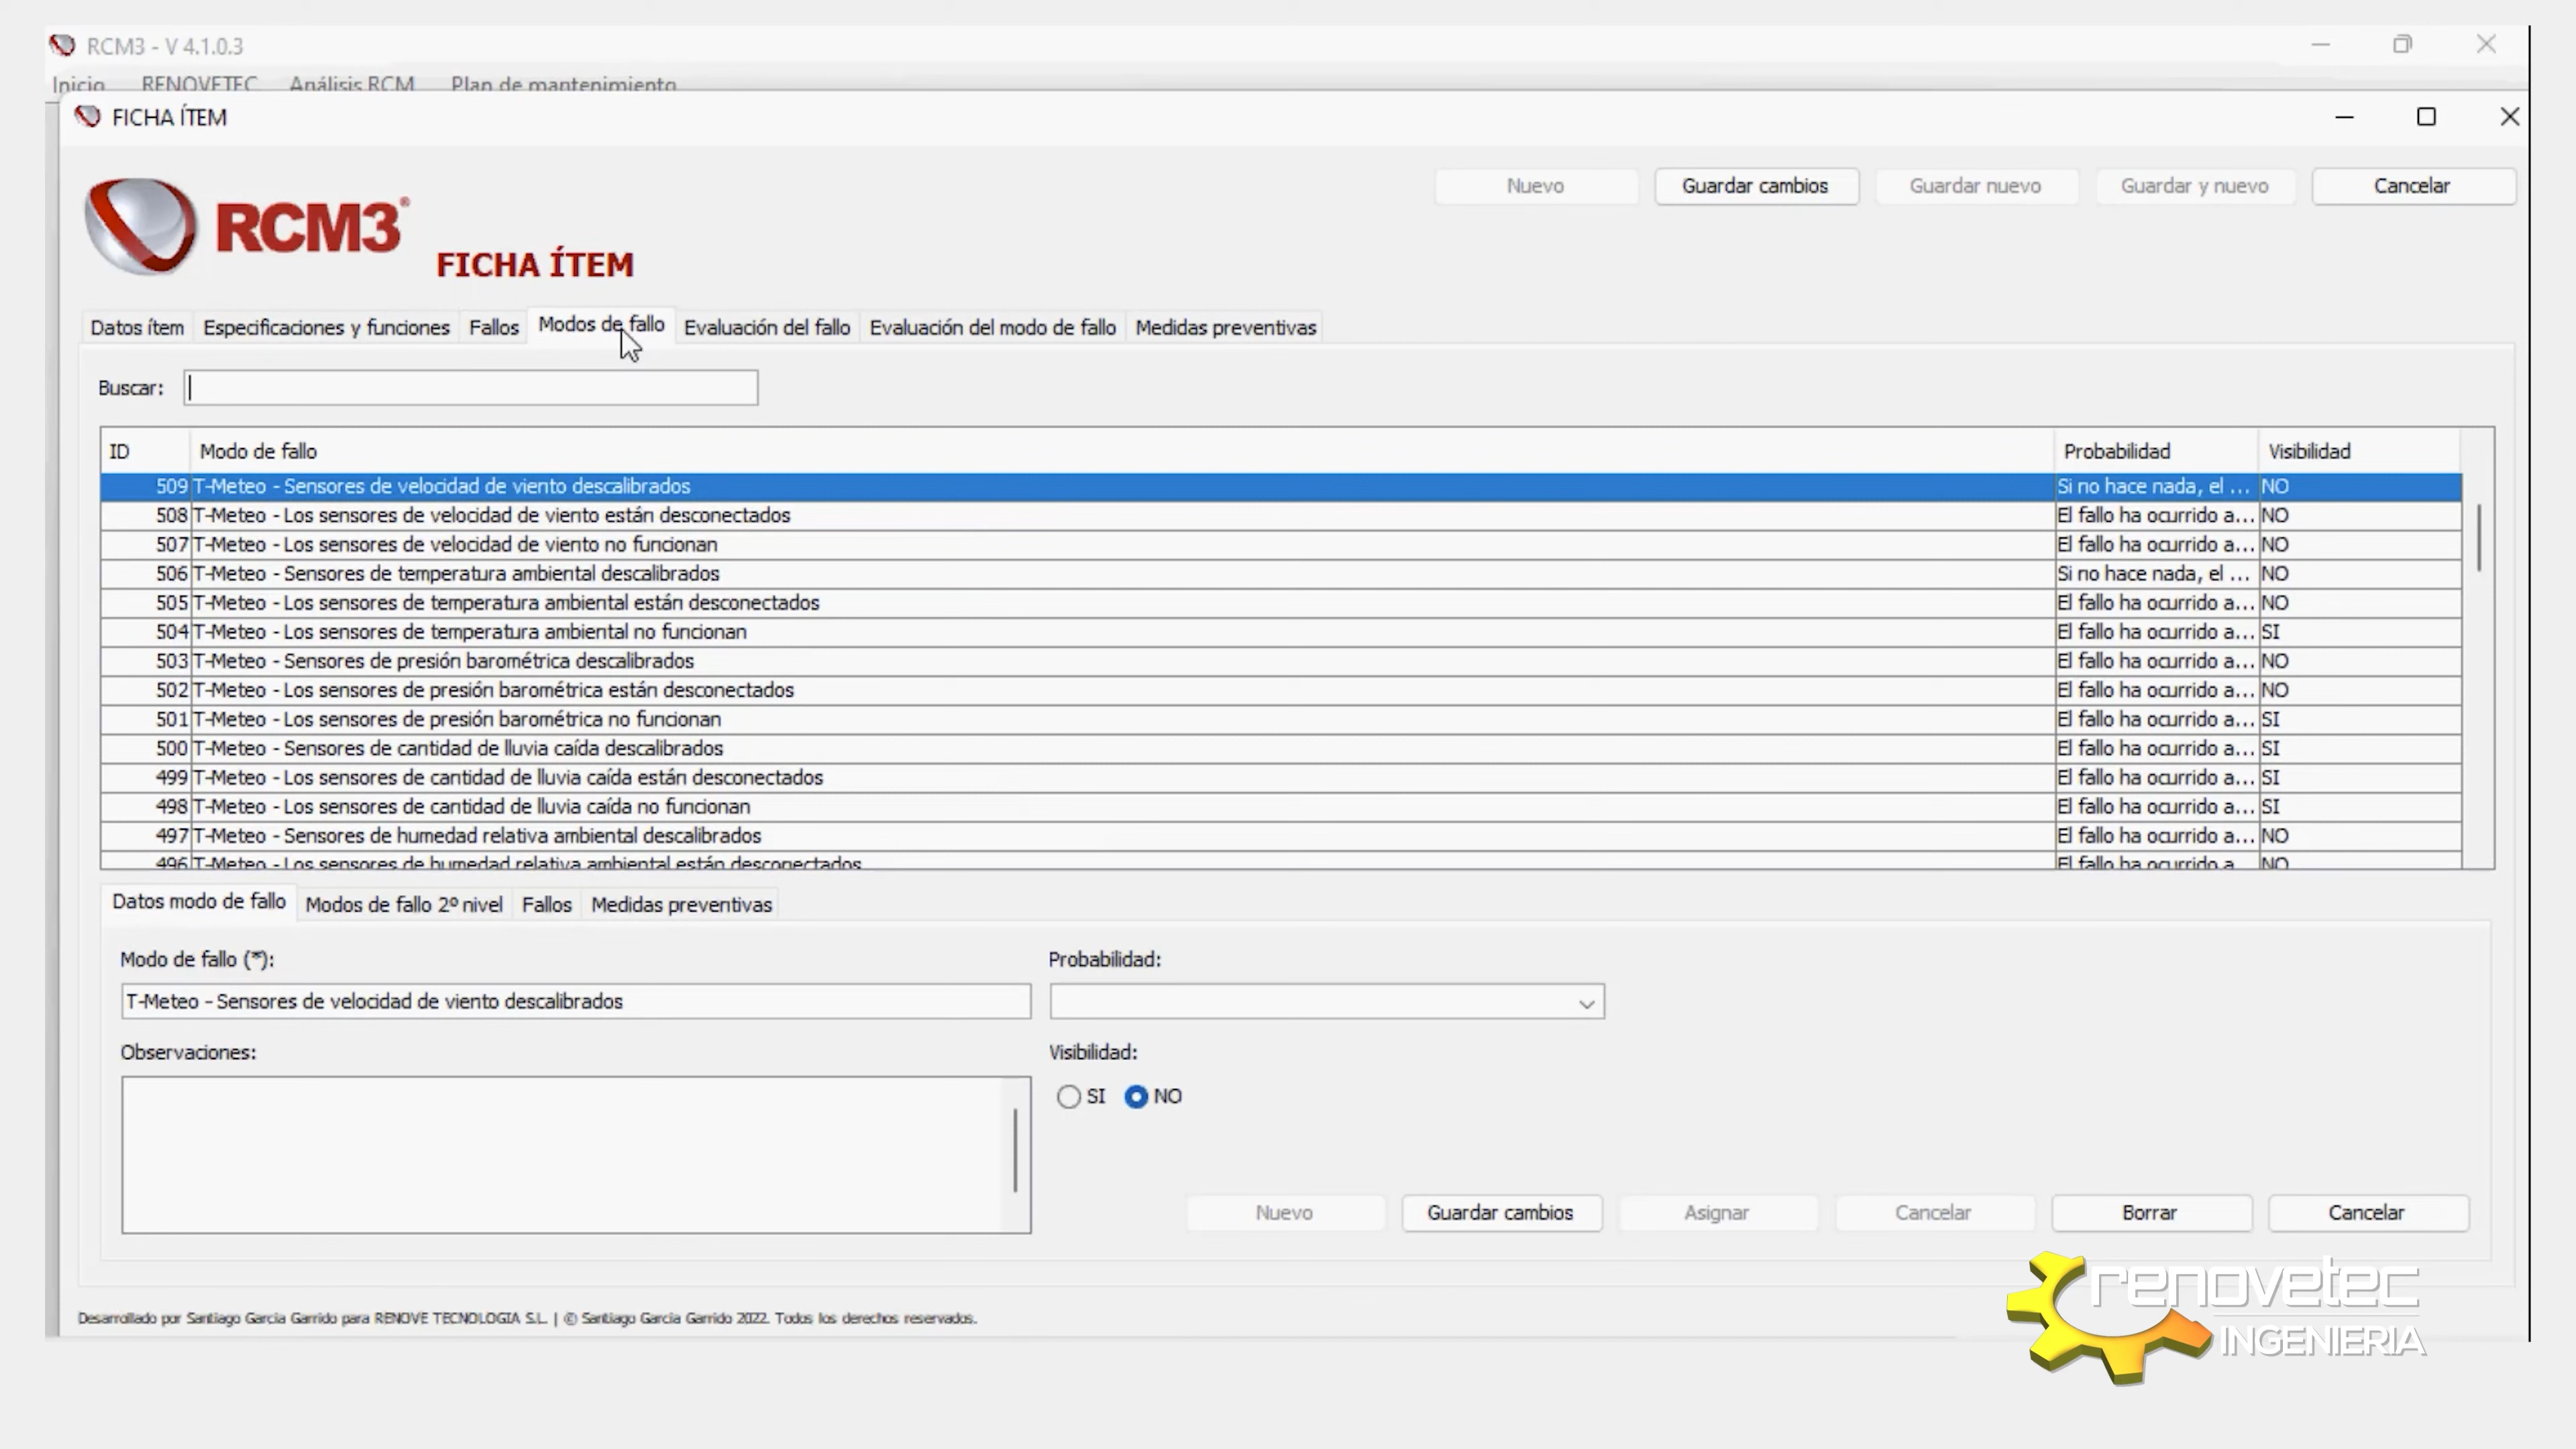 RCM3 - V 4.1.0.3
Inicio RENOVETEC Análisis RCM Plan de mantenimiento
FICHA ÍTEM
Nuevo Guardar cambios Guardar nuevo Guardar y nuevo Cancelar
RCM3®
FICHA ÍTEM
Datos ítem Especificaciones y funciones Fallos Modos de fallo Evaluación del fallo Evaluación del modo de fallo Medidas preventivas
Buscar:
ID Modo de fallo Probabilidad Visibilidad
509 T-Meteo - Sensores de velocidad de viento descalibrados Si no hace nada, el ... NO
508 T-Meteo - Los sensores de velocidad de viento están desconectados El fallo ha ocurrido a... NO
507 T-Meteo - Los sensores de velocidad de viento no funcionan El fallo ha ocurrido a... NO
506 T-Meteo - Sensores de temperatura ambiental descalibrados Si no hace nada, el ... NO
505 T-Meteo - Los sensores de temperatura ambiental están desconectados El fallo ha ocurrido a... NO
504 T-Meteo - Los sensores de temperatura ambiental no funcionan El fallo ha ocurrido a... SI
503 T-Meteo - Sensores de presión barométrica descalibrados El fallo ha ocurrido a... NO
502 T-Meteo - Los sensores de presión barométrica están desconectados El fallo ha ocurrido a... NO
501 T-Meteo - Los sensores de presión barométrica no funcionan El fallo ha ocurrido a... SI
500 T-Meteo - Sensores de cantidad de lluvia caída descalibrados El fallo ha ocurrido a... SI
499 T-Meteo - Los sensores de cantidad de lluvia caída están desconectados El fallo ha ocurrido a... SI
498 T-Meteo - Los sensores de cantidad de lluvia caída no funcionan El fallo ha ocurrido a... SI
497 T-Meteo - Sensores de humedad relativa ambiental descalibrados El fallo ha ocurrido a... NO
496 T-Meteo - Los sensores de humedad relativa ambiental están desconectados El fallo ha ocurrido a... NO
Datos modo de fallo Modos de fallo 2º nivel Fallos Medidas preventivas
Modo de fallo (*): Probabilidad:
T-Meteo - Sensores de velocidad de viento descalibrados
Observaciones: Visibilidad:
SI NO
Nuevo Guardar cambios Asignar Cancelar Borrar Cancelar
renovetec
INGENIERIA
Desarrollado por Santiago García Garrido para RENOVE TECNOLOGIA S.L. | © Santiago García Garrido 2022. Todos los derechos reservados.